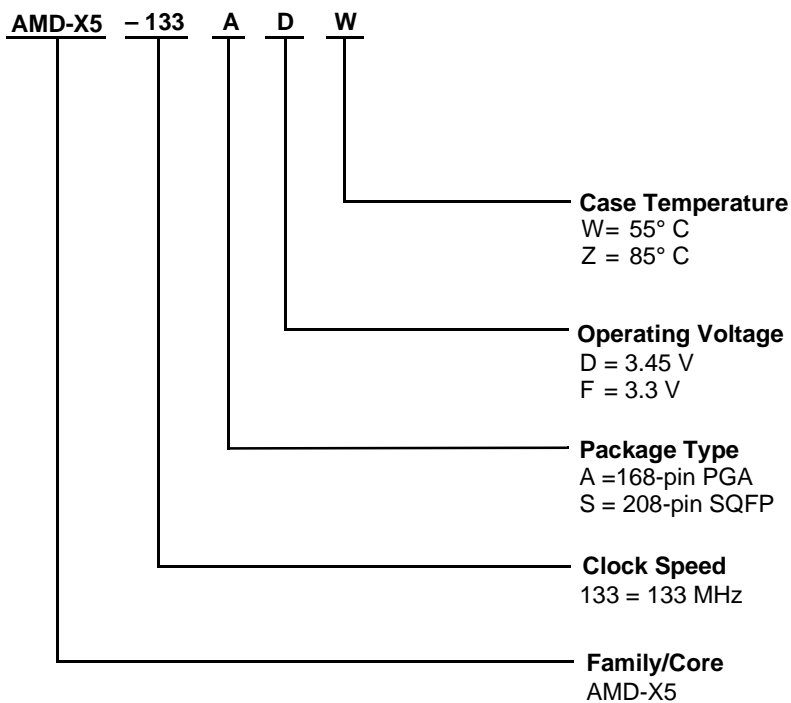 AMD-X5 – 133 A D W
Case Temperature
W= 55° C
Z = 85° C
Operating Voltage
D = 3.45 V
F = 3.3 V
Package Type
A =168-pin PGA
S = 208-pin SQFP
Clock Speed
133 = 133 MHz
Family/Core
AMD-X5